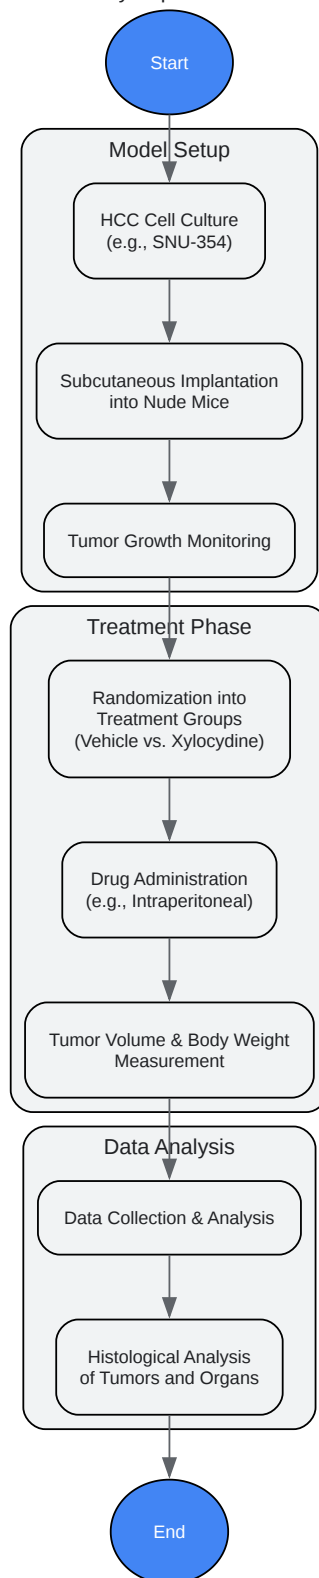 Start
Model Setup
HCC Cell Culture
(e.g., SNU-354)
Subcutaneous Implantation
into Nude Mice
Tumor Growth Monitoring
Treatment Phase
Randomization into
Treatment Groups
(Vehicle vs. Xylocydine)
Drug Administration
(e.g., Intraperitoneal)
Tumor Volume & Body Weight
Measurement
Data Analysis
Data Collection & Analysis
Histological Analysis
of Tumors and Organs
End